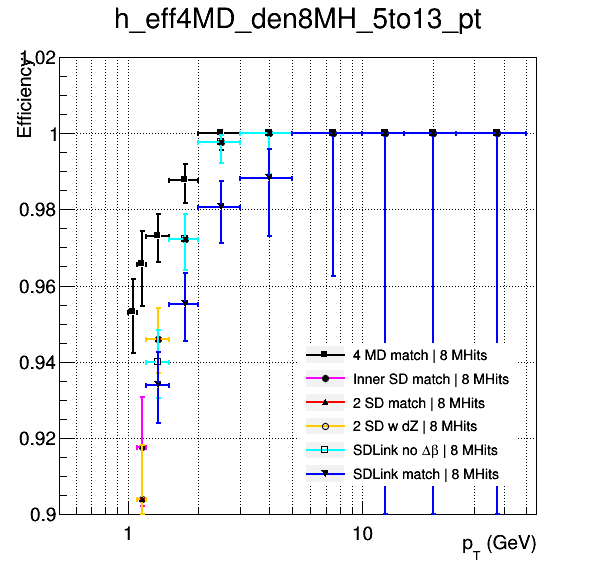 h_eff4MD_den8MH_5to13_pt
Efficiency
1.02
1
0.98
0.96
0.94
0.92
0.9
4 MD match | 8 MHits
Inner SD match | 8 MHits
2 SD match | 8 MHits
2 SD w dZ | 8 MHits
SDLink no Δβ | 8 MHits
SDLink match | 8 MHits
1 10
p_T (GeV)